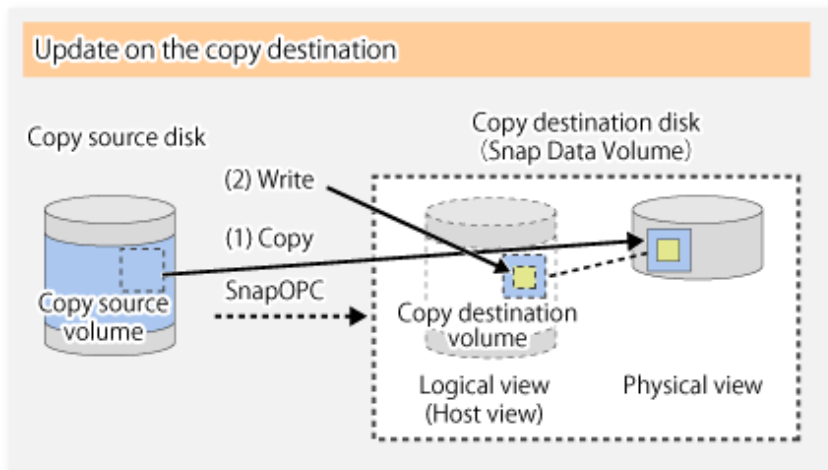 Update on the copy destination
Copy source disk
Copy destination disk
（Snap Data Volume）
(2) Write
(1) Copy
SnapOPC
Copy source
volume
Copy destination
volume
Logical view
(Host view)
Physical view